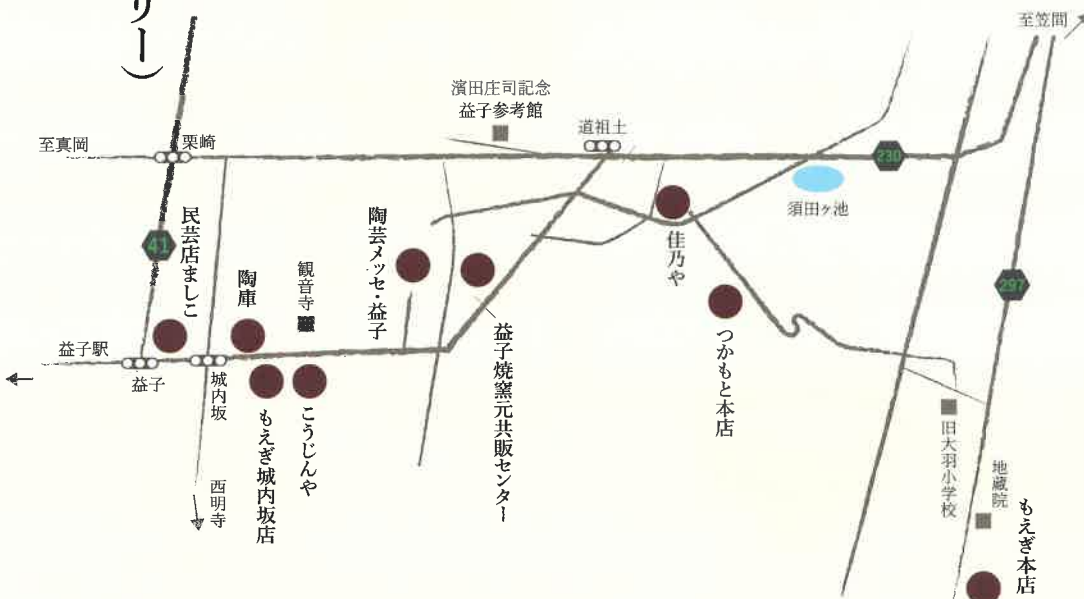 リー）
至笠間
濱田庄司記念
益子参考館
道祖土
至真岡
栗崎
230
須田ヶ池
41
民芸店ましこ
陶庫
観音寺
陶芸メッセ・益子
佳乃や
297
益子駅
益子
城内坂
もえぎ城内坂店
こうじんや
益子焼窯元共販センター
つかもと本店
西明寺
旧大羽小学校
地蔵院
もえぎ本店